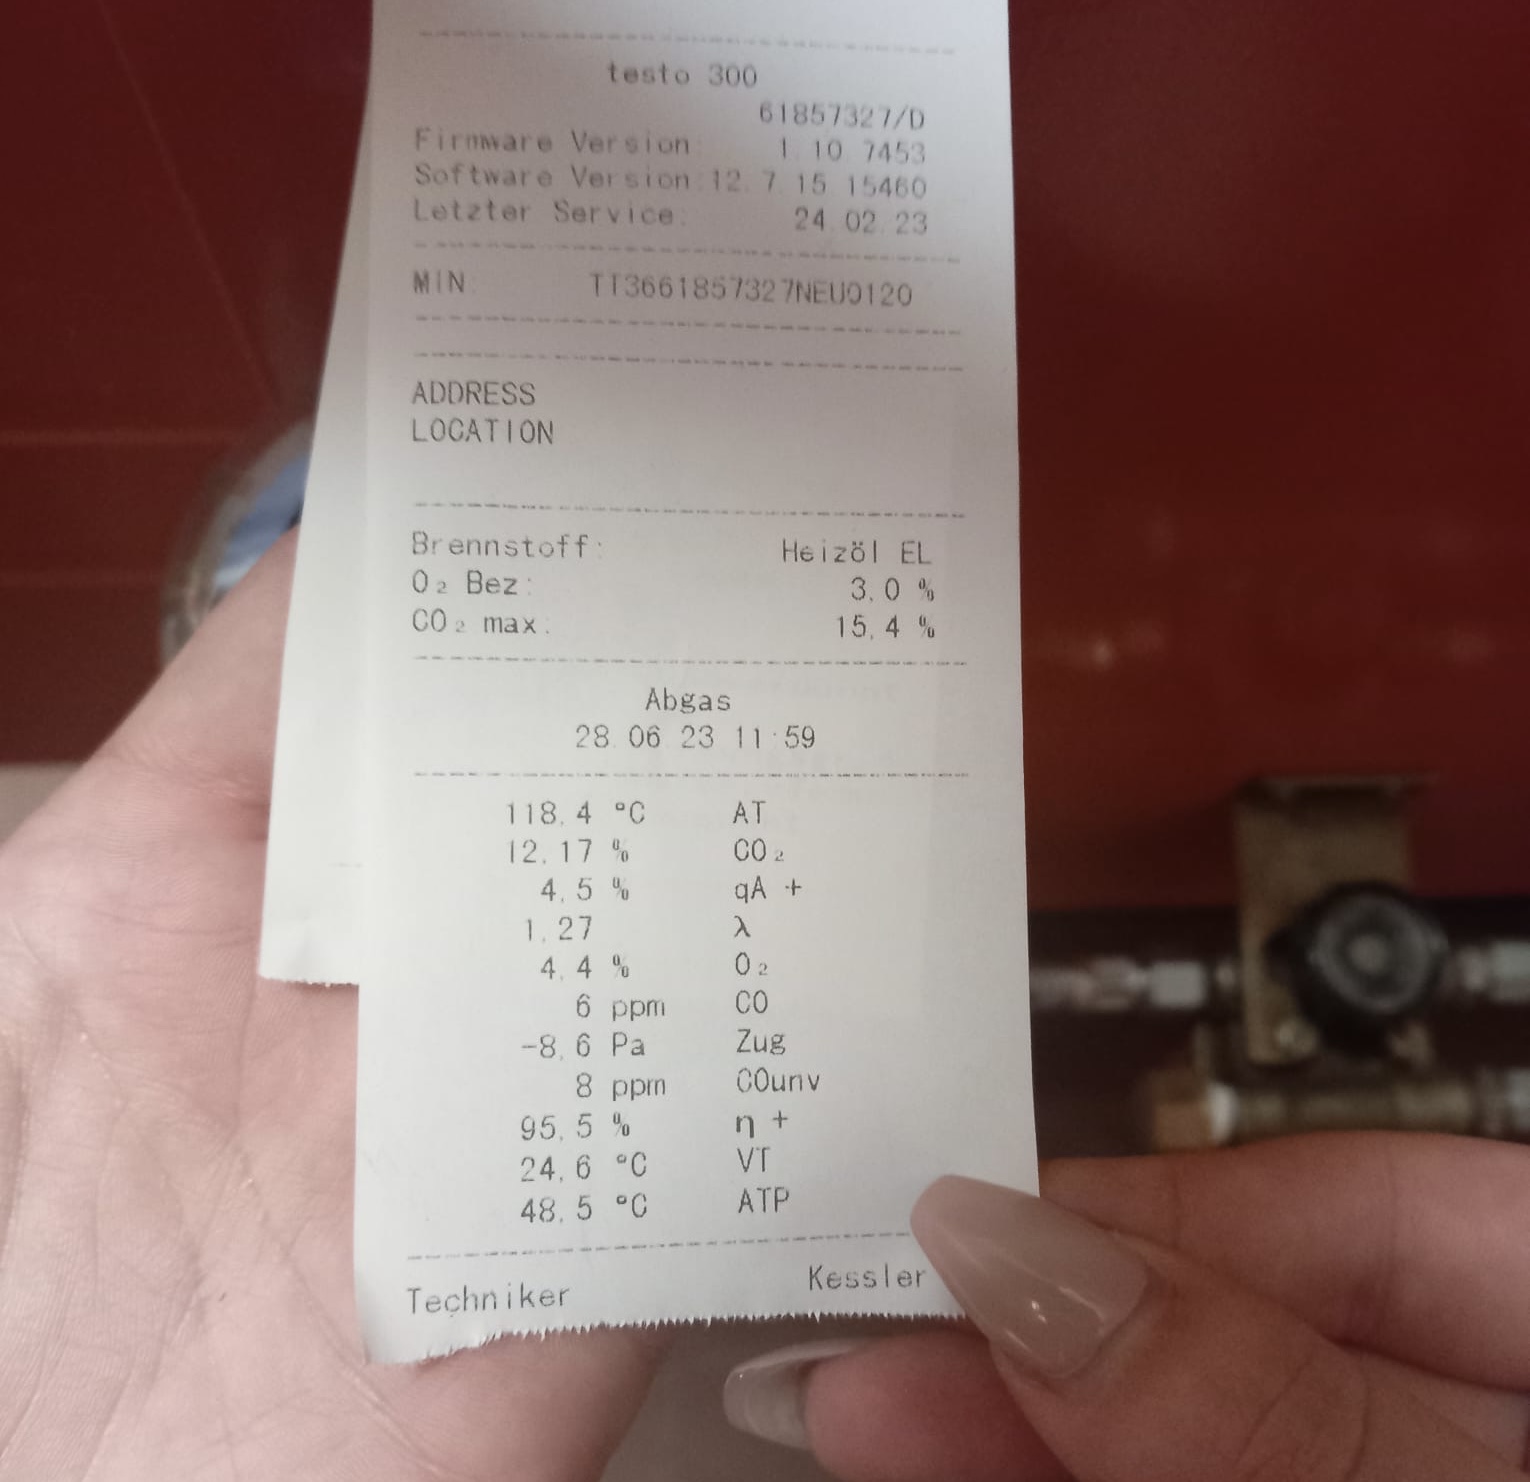 testo 300
61857327/D
Firmware Version: 1.10.7453
Software Version:12.7.15.15460
Letzter Service: 24.02.23
MIN: TT3661857327NEU0120
ADDRESS
LOCATION
Brennstoff: Heizöl EL
O₂ Bez: 3.0 %
CO₂ max: 15.4 %
Abgas
28.06.23 11:59
118.4 °C AT
12.17 % CO₂
4.5 % qA +
1.27 λ
4.4 % O₂
6 ppm CO
-8.6 Pa Zug
8 ppm COunv
95.5 % η +
24.6 °C VT
48.5 °C ATP
Techniker Kessler